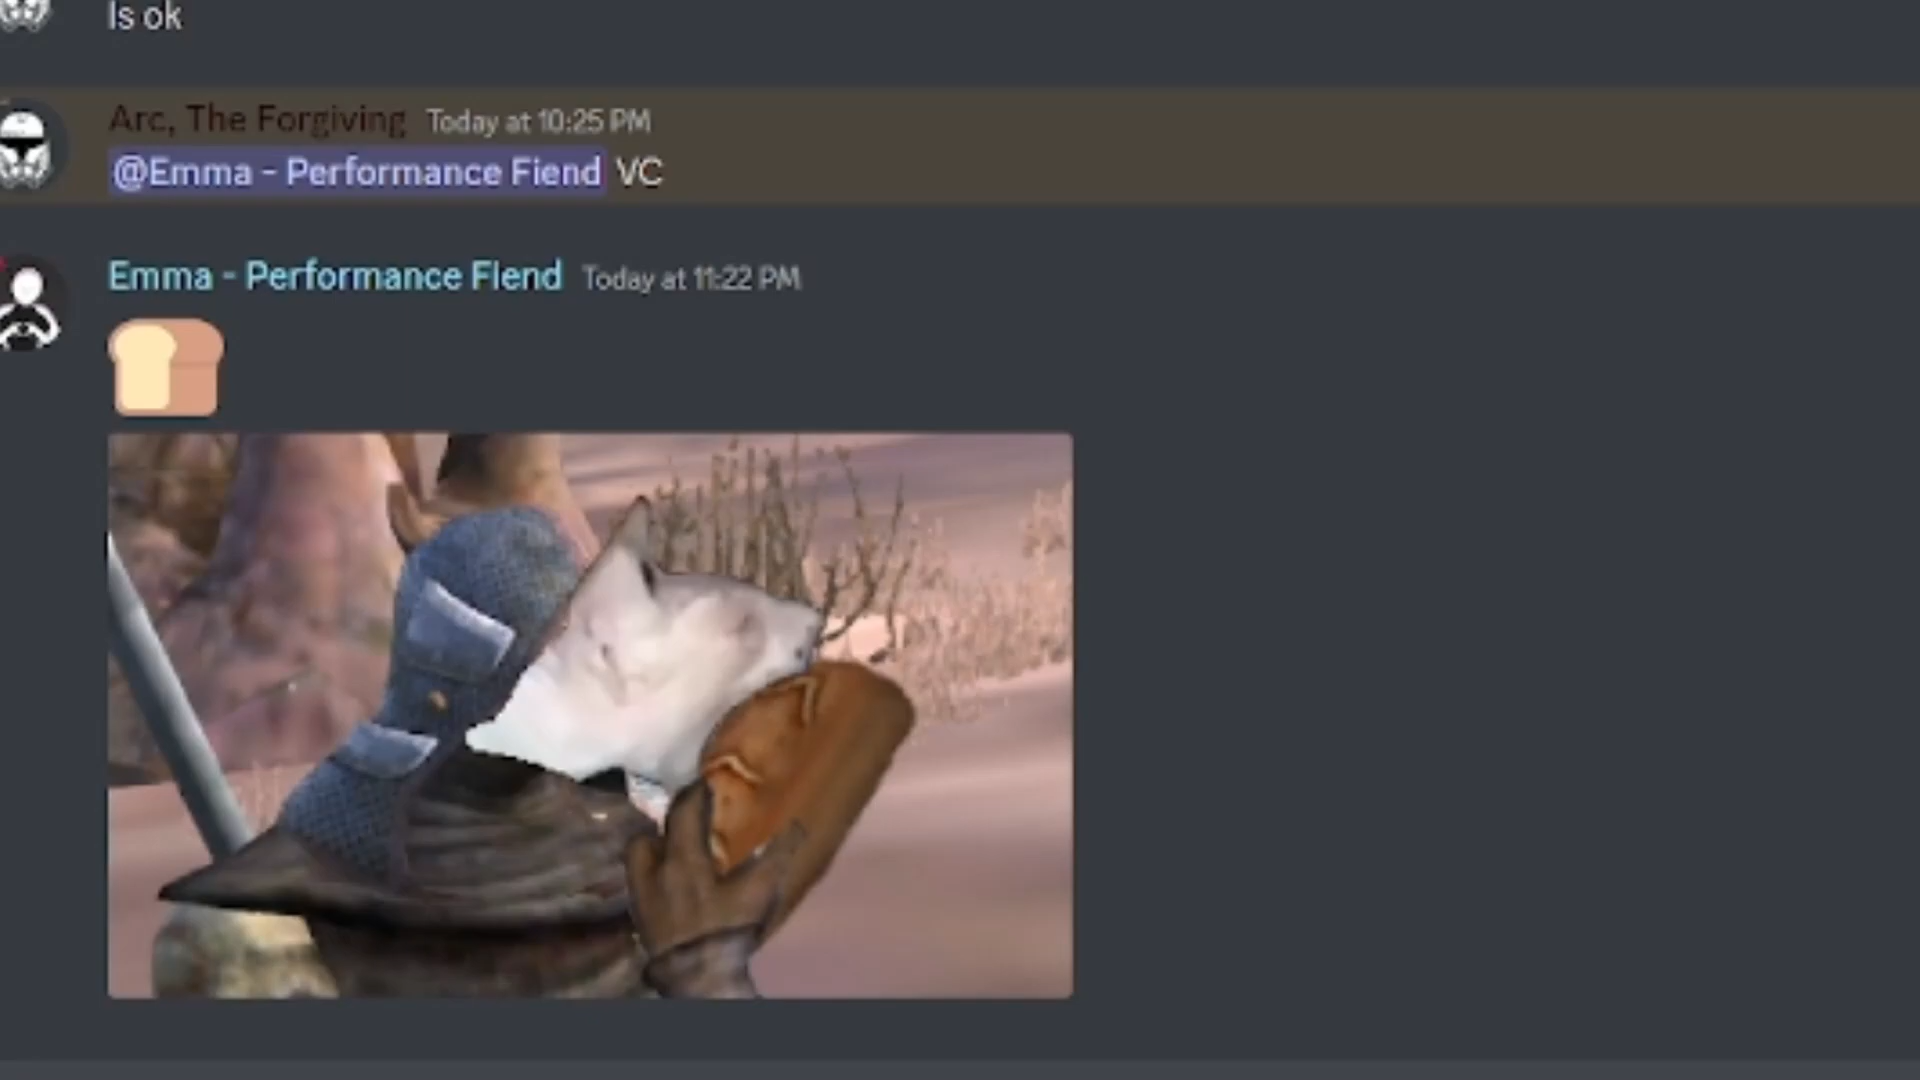 Is ok
Arc, The Forgiving Today at 10:25 PM
@Emma - Performance Fiend VC
Emma - Performance Fiend Today at 11:22 PM